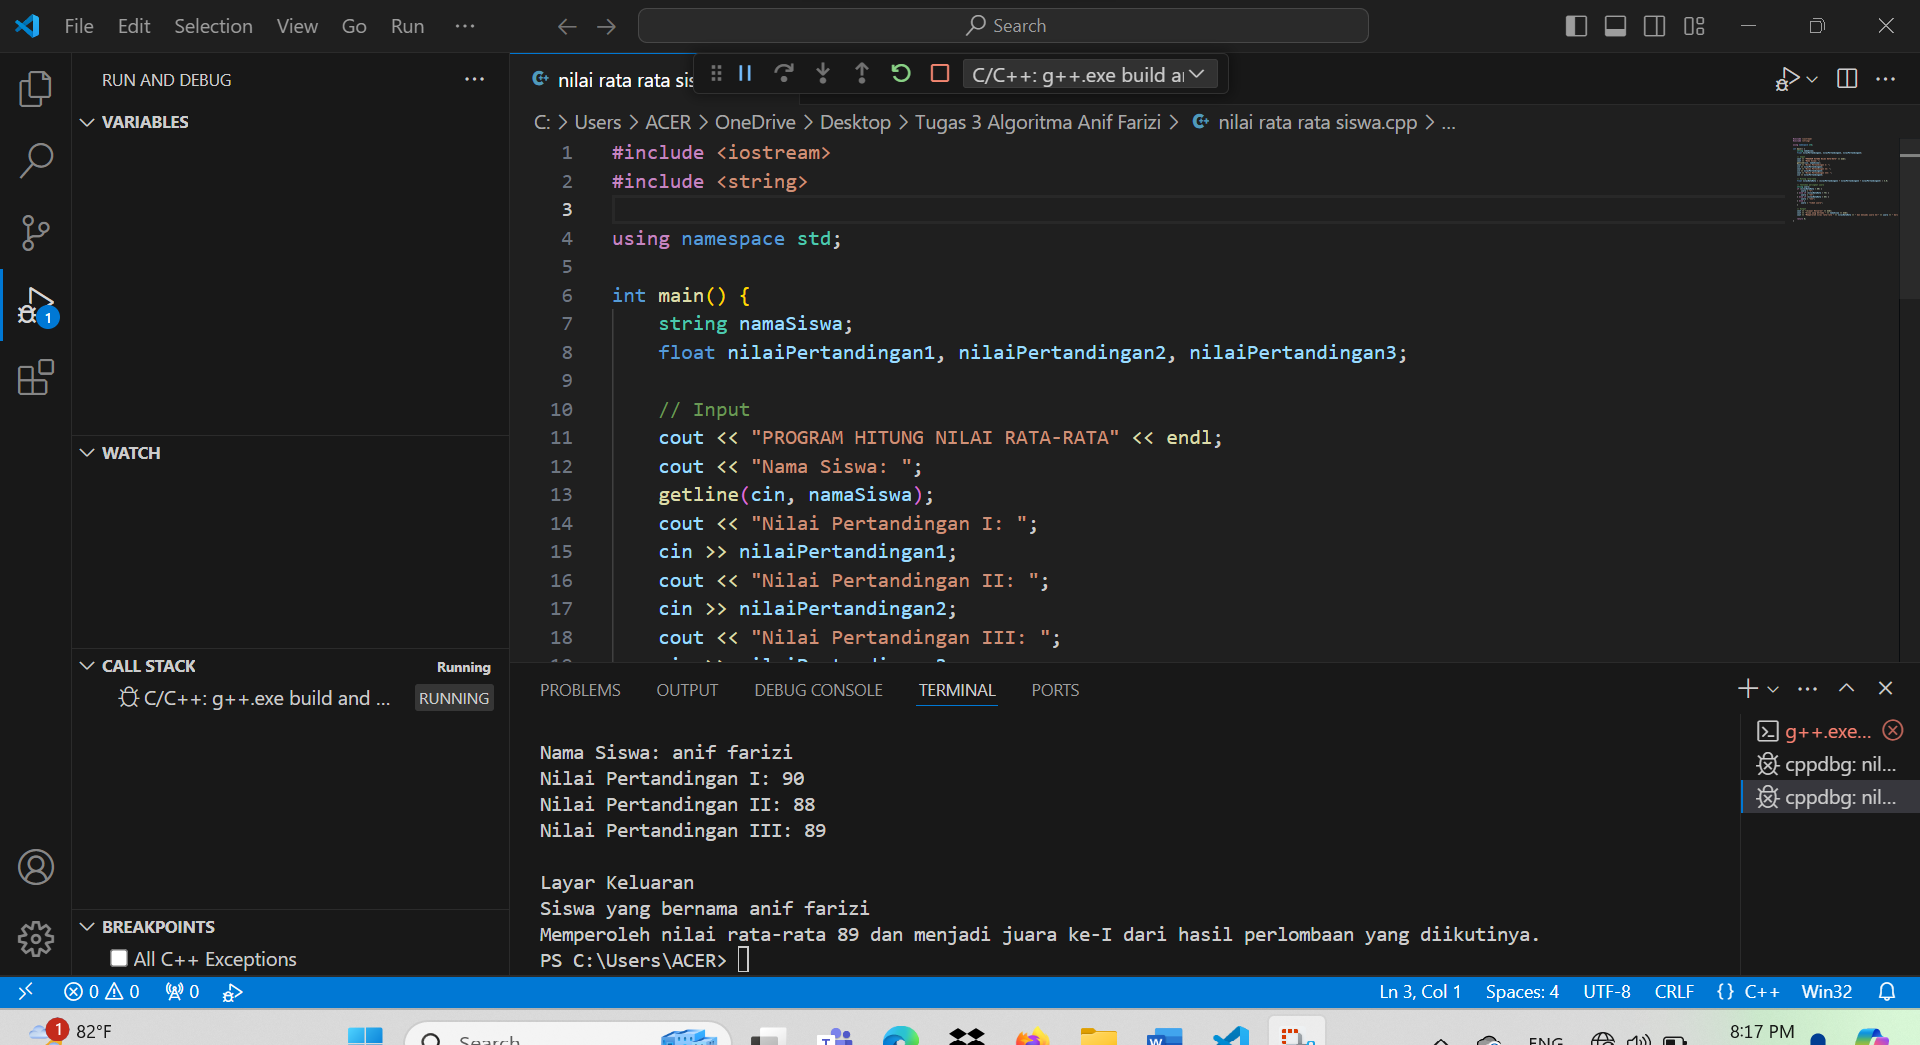 File Edit Selection View Go Run ··· Search
RUN AND DEBUG ···
nilai rata rata sis
C/C++: g++.exe build a
C: > Users > ACER > OneDrive > Desktop > Tugas 3 Algoritma Anif Farizi > nilai rata rata siswa.cpp > ...
VARIABLES
WATCH
CALL STACK Running
C/C++: g++.exe build and ... RUNNING
BREAKPOINTS
All C++ Exceptions
1
1 #include <iostream>
2 #include <string>
3
4 using namespace std;
5
6 int main() {
7 string namaSiswa;
8 float nilaiPertandingan1, nilaiPertandingan2, nilaiPertandingan3;
9
10 // Input
11 cout << "PROGRAM HITUNG NILAI RATA-RATA" << endl;
12 cout << "Nama Siswa: ";
13 getline(cin, namaSiswa);
14 cout << "Nilai Pertandingan I: ";
15 cin >> nilaiPertandingan1;
16 cout << "Nilai Pertandingan II: ";
17 cin >> nilaiPertandingan2;
18 cout << "Nilai Pertandingan III: ";
PROBLEMS OUTPUT DEBUG CONSOLE TERMINAL PORTS
Nama Siswa: anif farizi
Nilai Pertandingan I: 90
Nilai Pertandingan II: 88
Nilai Pertandingan III: 89
Layar Keluaran
Siswa yang bernama anif farizi
Memperoleh nilai rata-rata 89 dan menjadi juara ke-I dari hasil perlombaan yang diikutinya.
PS C:\Users\ACER>
g++.exe...
cppdbg: nil...
cppdbg: nil...
0 0 0 Ln 3, Col 1 Spaces: 4 UTF-8 CRLF {} C++ Win32
1 82°F Search ENG 8:17 PM